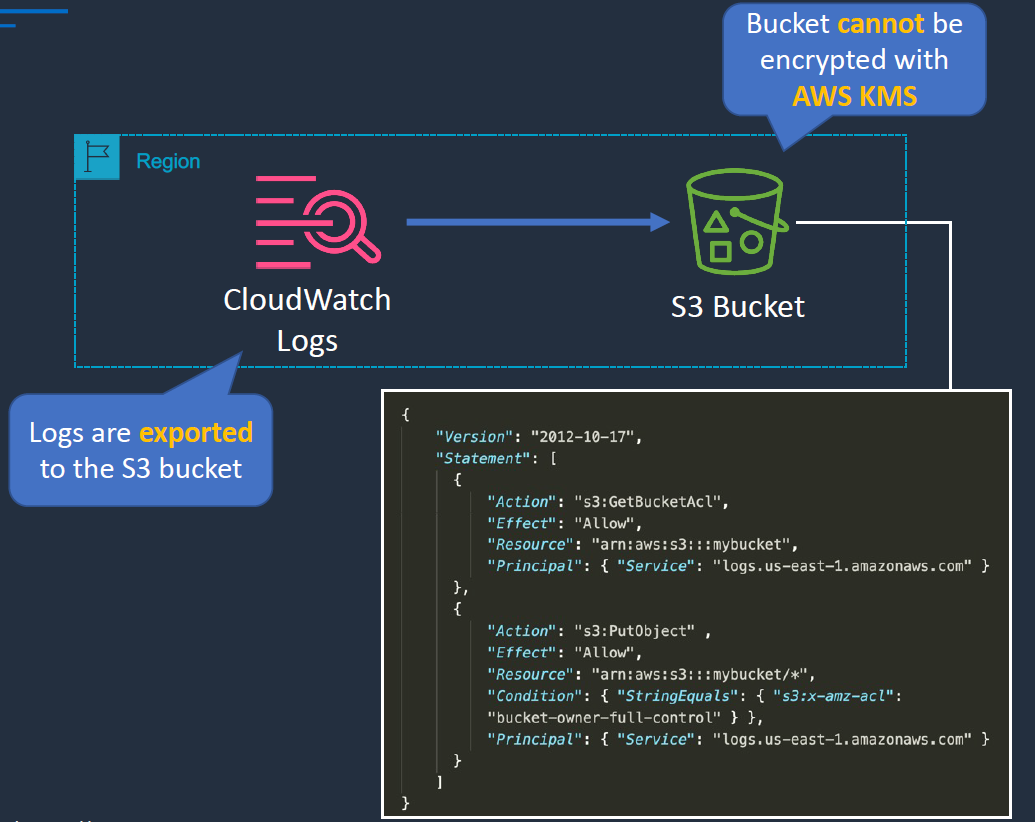 Bucket cannot be
encrypted with
AWS KMS
Region
CloudWatch
Logs
S3 Bucket
Logs are exported
to the S3 bucket
{
"Version": "2012-10-17",
"Statement": [
{
"Action": "s3:GetBucketAcl",
"Effect": "Allow",
"Resource": "arn:aws:s3:::mybucket",
"Principal": { "Service": "logs.us-east-1.amazonaws.com" }
},
{
"Action": "s3:PutObject" ,
"Effect": "Allow",
"Resource": "arn:aws:s3:::mybucket/*",
"Condition": { "StringEquals": { "s3:x-amz-acl":
"bucket-owner-full-control" } },
"Principal": { "Service": "logs.us-east-1.amazonaws.com" }
}
]
}